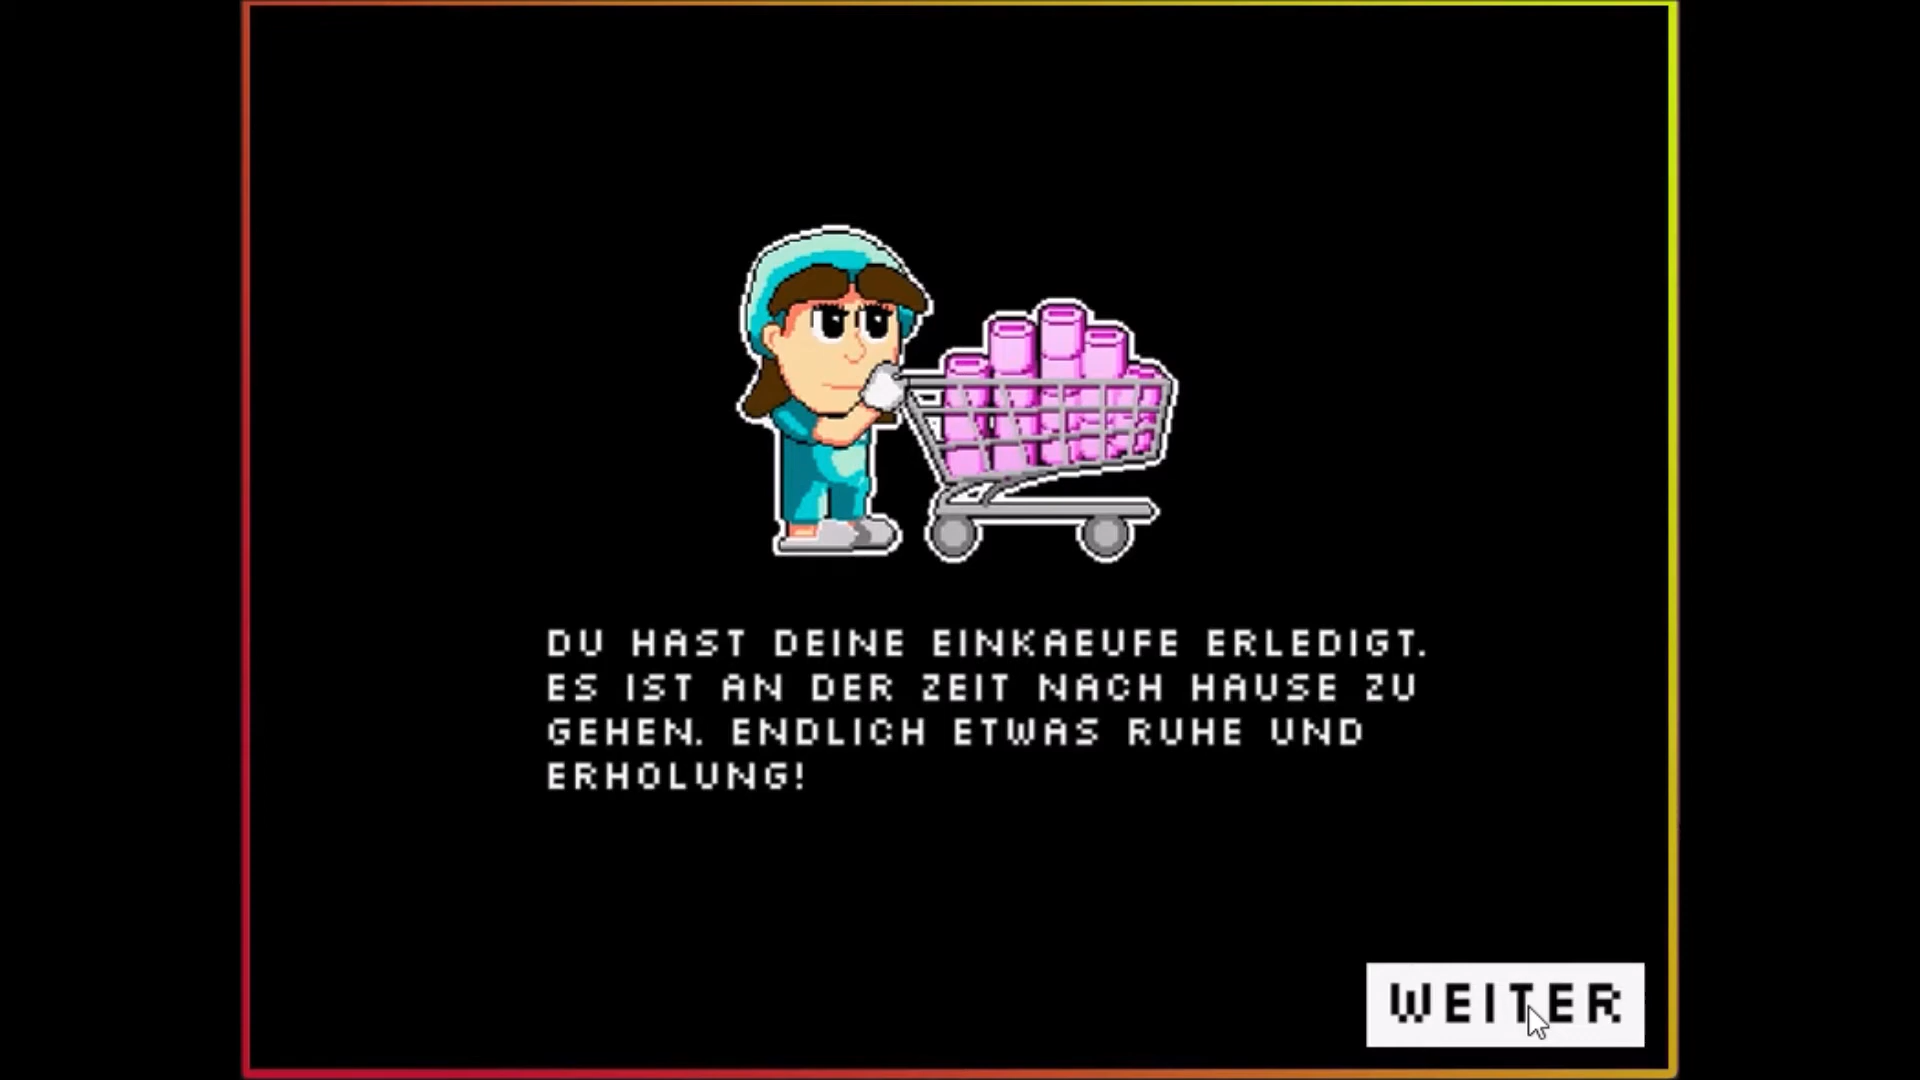 DU HAST DEINE EINKAEUFE ERLEDIGT.
ES IST AN DER ZEIT NACH HAUSE ZU
GEHEN. ENDLICH ETWAS RUHE UND
ERHOLUNG!
WEITER